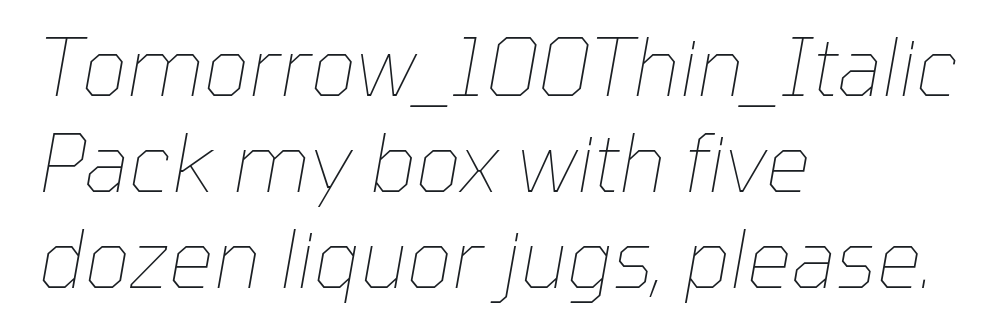 Tomorrow_100Thin_Italic
Pack my box with five
dozen liquor jugs, please.